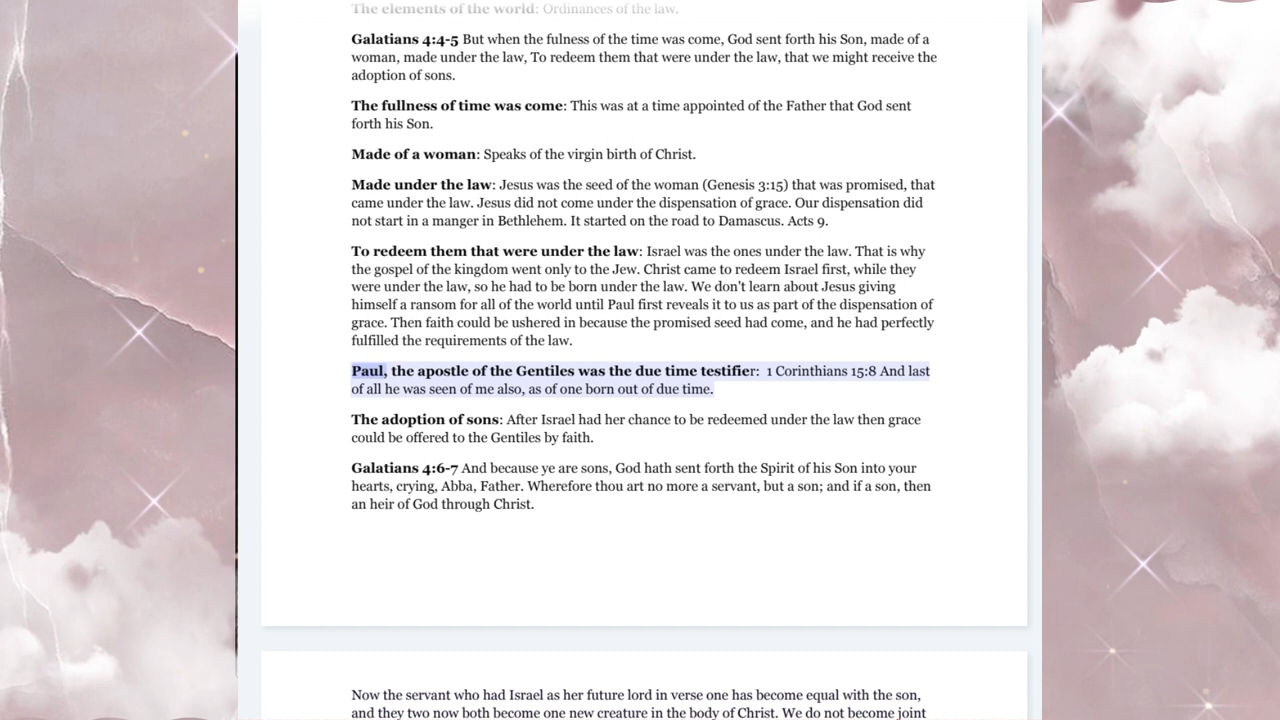 The elements of the world: Ordinances of the law.
Galatians 4:4-5 But when the fulness of the time was come, God sent forth his Son, made of a
woman, made under the law, To redeem them that were under the law, that we might receive the
adoption of sons.
The fullness of time was come: This was at a time appointed of the Father that God sent
forth his Son.
Made of a woman: Speaks of the virgin birth of Christ.
Made under the law: Jesus was the seed of the woman (Genesis 3:15) that was promised, that
came under the law. Jesus did not come under the dispensation of grace. Our dispensation did
not start in a manger in Bethlehem. It started on the road to Damascus. Acts 9.
To redeem them that were under the law: Israel was the ones under the law. That is why
the gospel of the kingdom went only to the Jew. Christ came to redeem Israel first, while they
were under the law, so he had to be born under the law. We don't learn about Jesus giving
himself a ransom for all of the world until Paul first reveals it to us as part of the dispensation of
grace. Then faith could be ushered in because the promised seed had come, and he had perfectly
fulfilled the requirements of the law.
Paul, the apostle of the Gentiles was the due time testifier:  1 Corinthians 15:8 And last
of all he was seen of me also, as of one born out of due time.
The adoption of sons: After Israel had her chance to be redeemed under the law then grace
could be offered to the Gentiles by faith.
Galatians 4:6-7 And because ye are sons, God hath sent forth the Spirit of his Son into your
hearts, crying, Abba, Father. Wherefore thou art no more a servant, but a son; and if a son, then
an heir of God through Christ.
Now the servant who had Israel as her future lord in verse one has become equal with the son,
and they two now both become one new creature in the body of Christ. We do not become joint